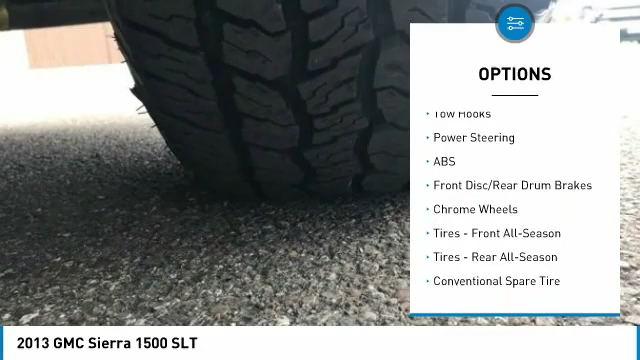 OPTIONS
Tow Hooks
Power Steering
ABS
Front Disc/Rear Drum Brakes
Chrome Wheels
Tires - Front All-Season
Tires - Rear All-Season
Conventional Spare Tire
2013 GMC Sierra 1500 SLT